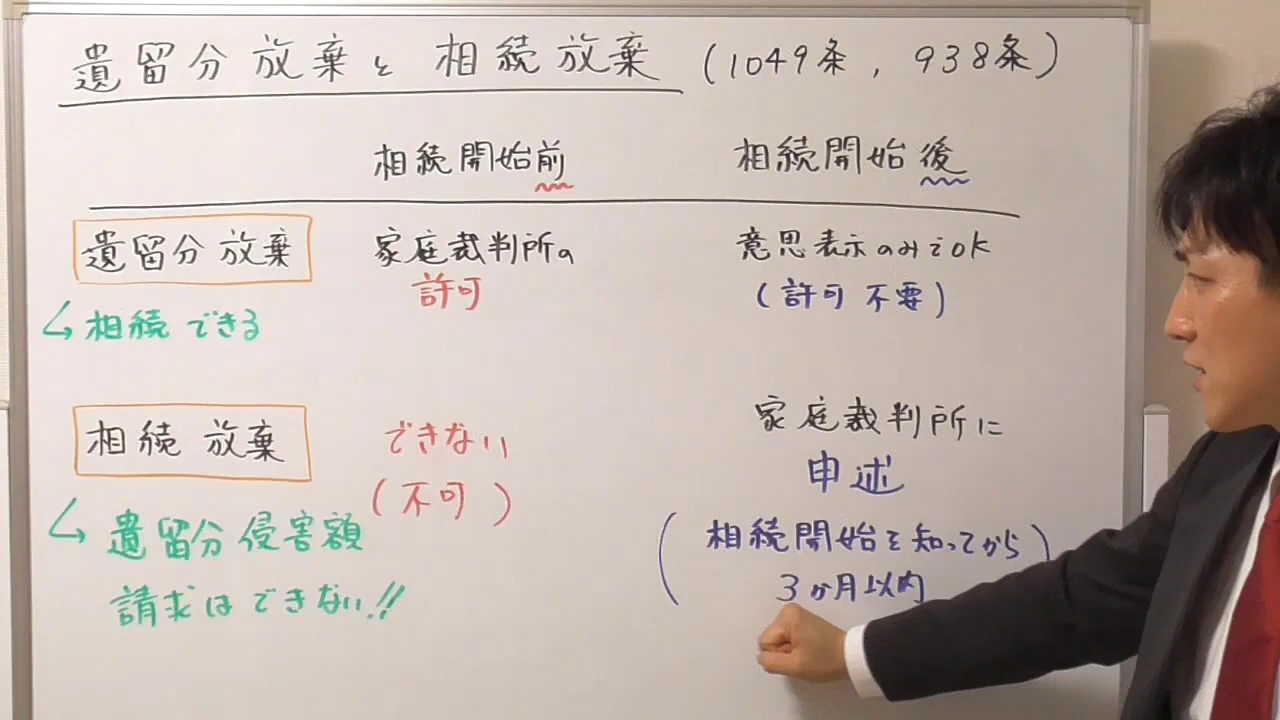 遺留分放棄と 相続放棄 (1049条, 938条)
相続開始前 相続開始後
遺留分放棄 家庭裁判所の 意思表示のみでOK
許可 (許可 不要)
↳相続できる
相続放棄 できない 家庭裁判所に
(不可) 申述
↳遺留分侵害額 (相続開始を知ってから
請求はできない!! 3か月以内)